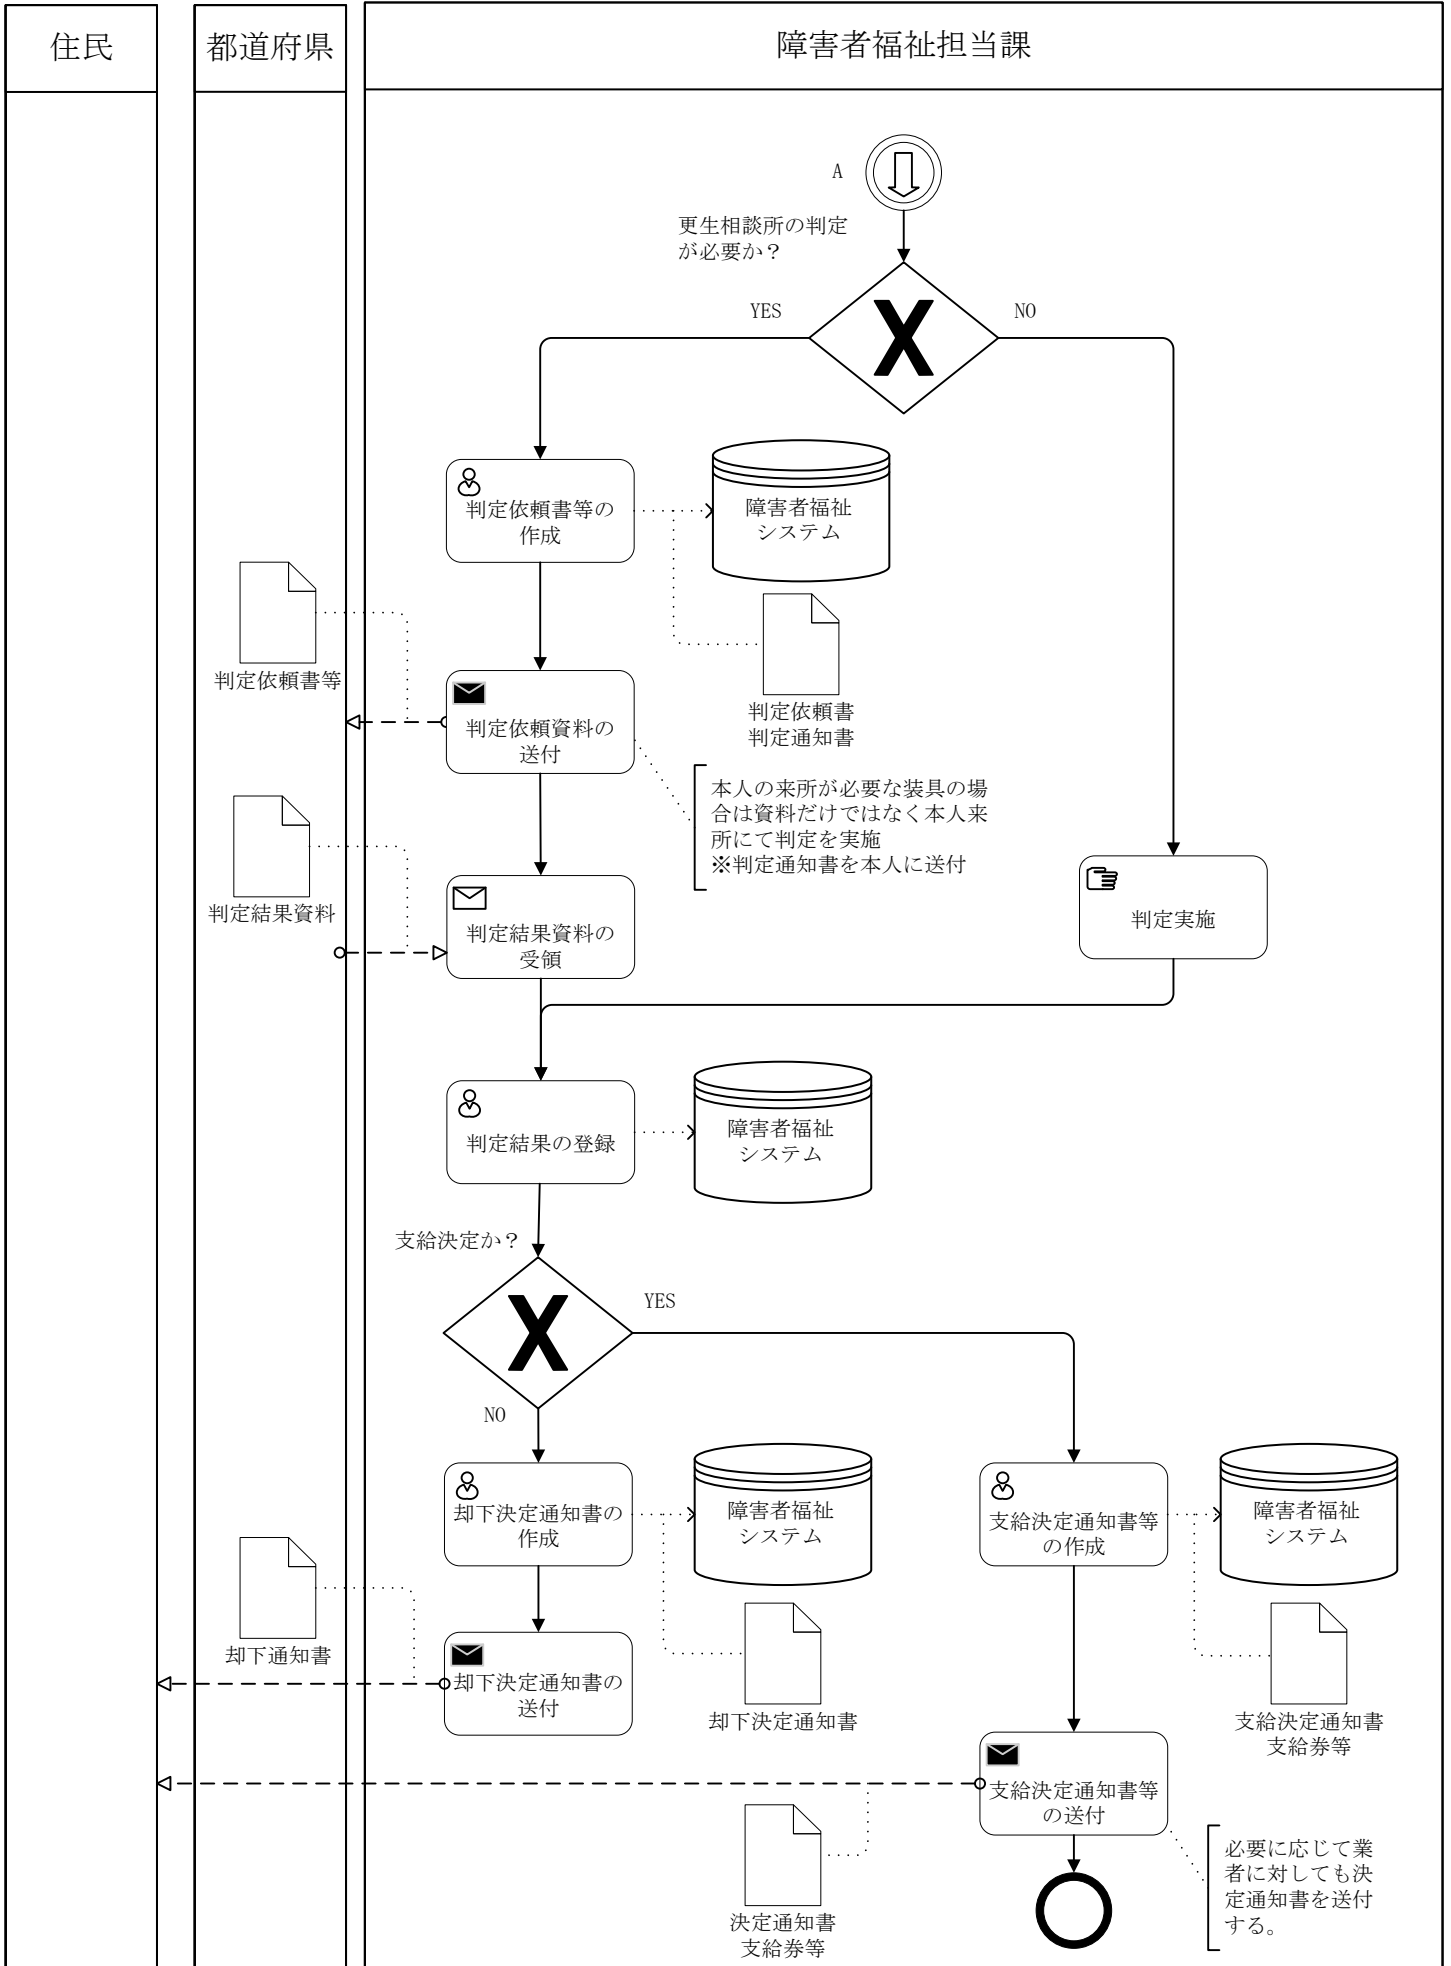 住民
都道府県
障害者福祉担当課
A
更生相談所の判定
が必要か？
YES
NO
判定依頼書等の
作成
障害者福祉
システム
判定依頼書等
判定依頼書
判定通知書
判定依頼資料の
送付
本人の来所が必要な装具の場
合は資料だけではなく本人来
所にて判定を実施
※判定通知書を本人に送付
判定結果資料
判定結果資料の
受領
判定実施
判定結果の登録
障害者福祉
システム
支給決定か？
YES
NO
却下決定通知書の
作成
障害者福祉
システム
支給決定通知書等
の作成
障害者福祉
システム
却下通知書
却下決定通知書の
送付
却下決定通知書
支給決定通知書
支給券等
支給決定通知書等
の送付
必要に応じて業
者に対しても決
定通知書を送付
する。
決定通知書
支給券等